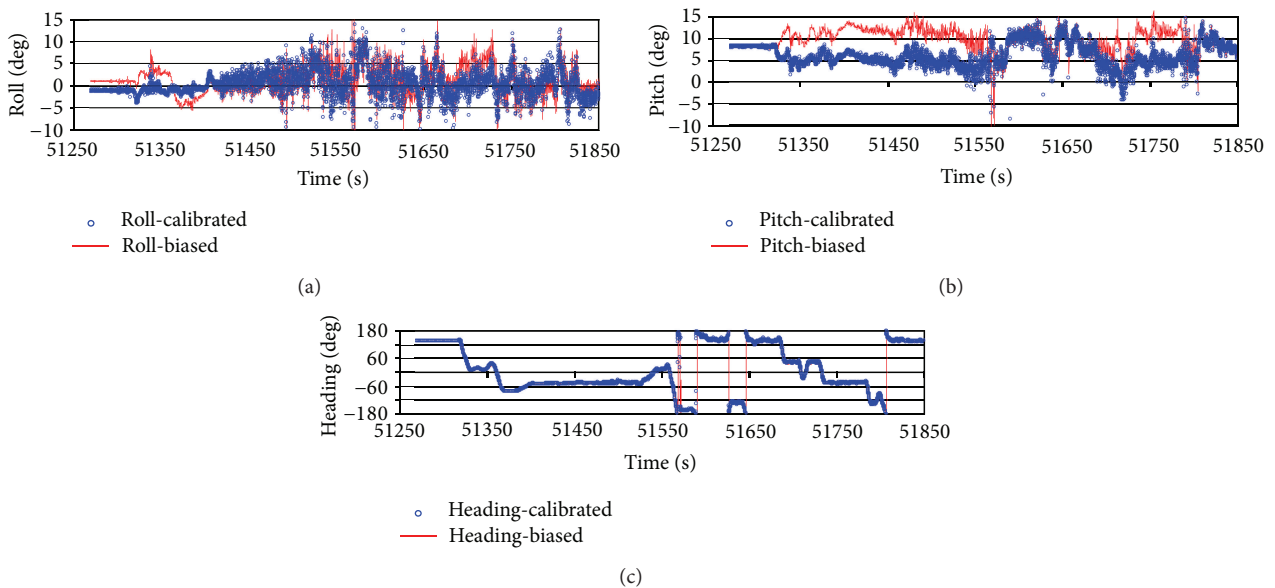 Roll (deg)
15
10
5
0
−5
−10
51250 51350 51450 51550 51650 51750 51850
Time (s)
Roll-calibrated
Roll-biased
(a)
Pitch (deg)
15
10
5
0
−5
−10
51250 51350 51450 51550 51650 51750 51850
Time (s)
Pitch-calibrated
Pitch-biased
(b)
Heading (deg)
180
60
−60
−180
51250 51350 51450 51550 51650 51750 51850
Time (s)
Heading-calibrated
Heading-biased
(c)